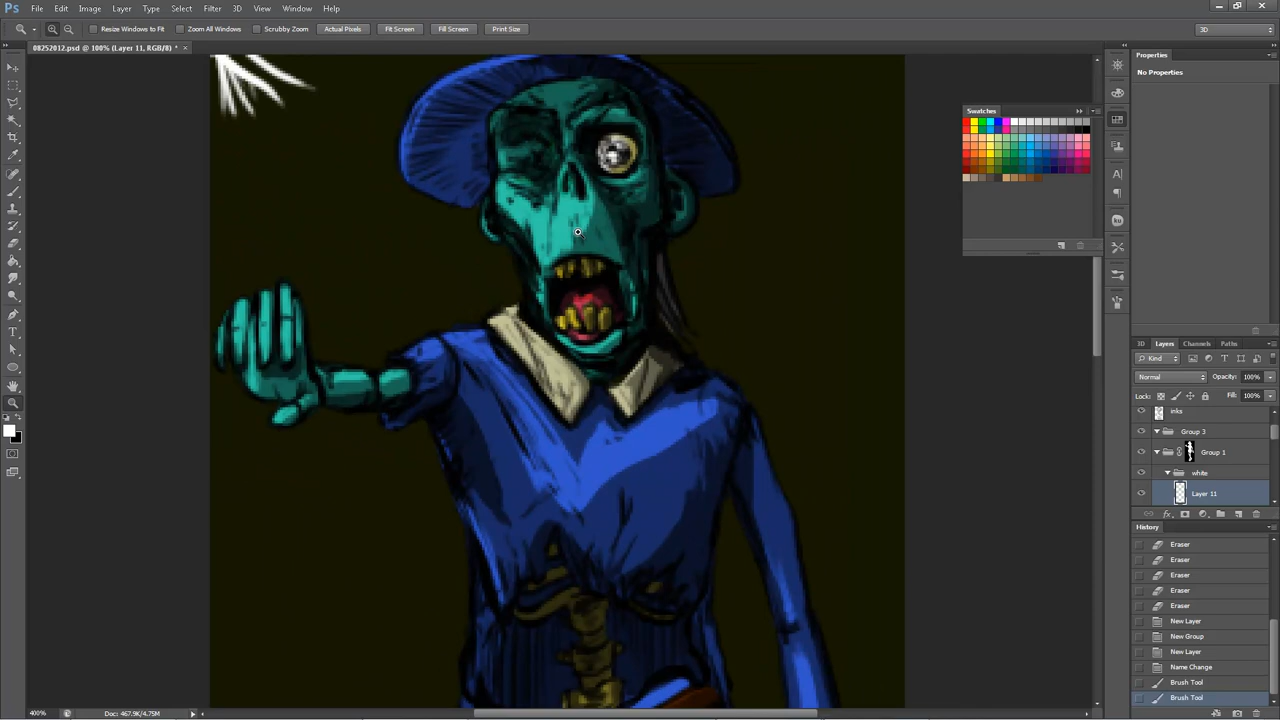 Ps File Edit Image Layer Type Select Filter 3D View Window Help
Resize Windows to Fit Zoom All Windows Scrubby Zoom Actual Pixels Fit Screen Fill Screen Print Size 3D
08252012.psd @ 100% (Layer 11, RGB/8) *
Properties
No Properties
Swatches
3D Layers Channels Paths
Kind
Normal Opacity: 100%
Lock: Fill: 100%
inks
Group 3
Group 1
white
Layer 11
History
Eraser
Eraser
Eraser
Eraser
Eraser
New Layer
New Group
New Layer
Name Change
Brush Tool
Brush Tool
400% Doc: 467.9K/4.75M